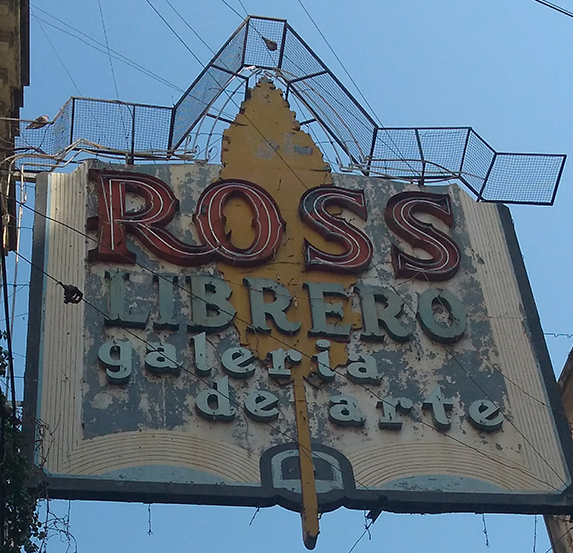 ROSS
LIBRERO
galeria
de arte